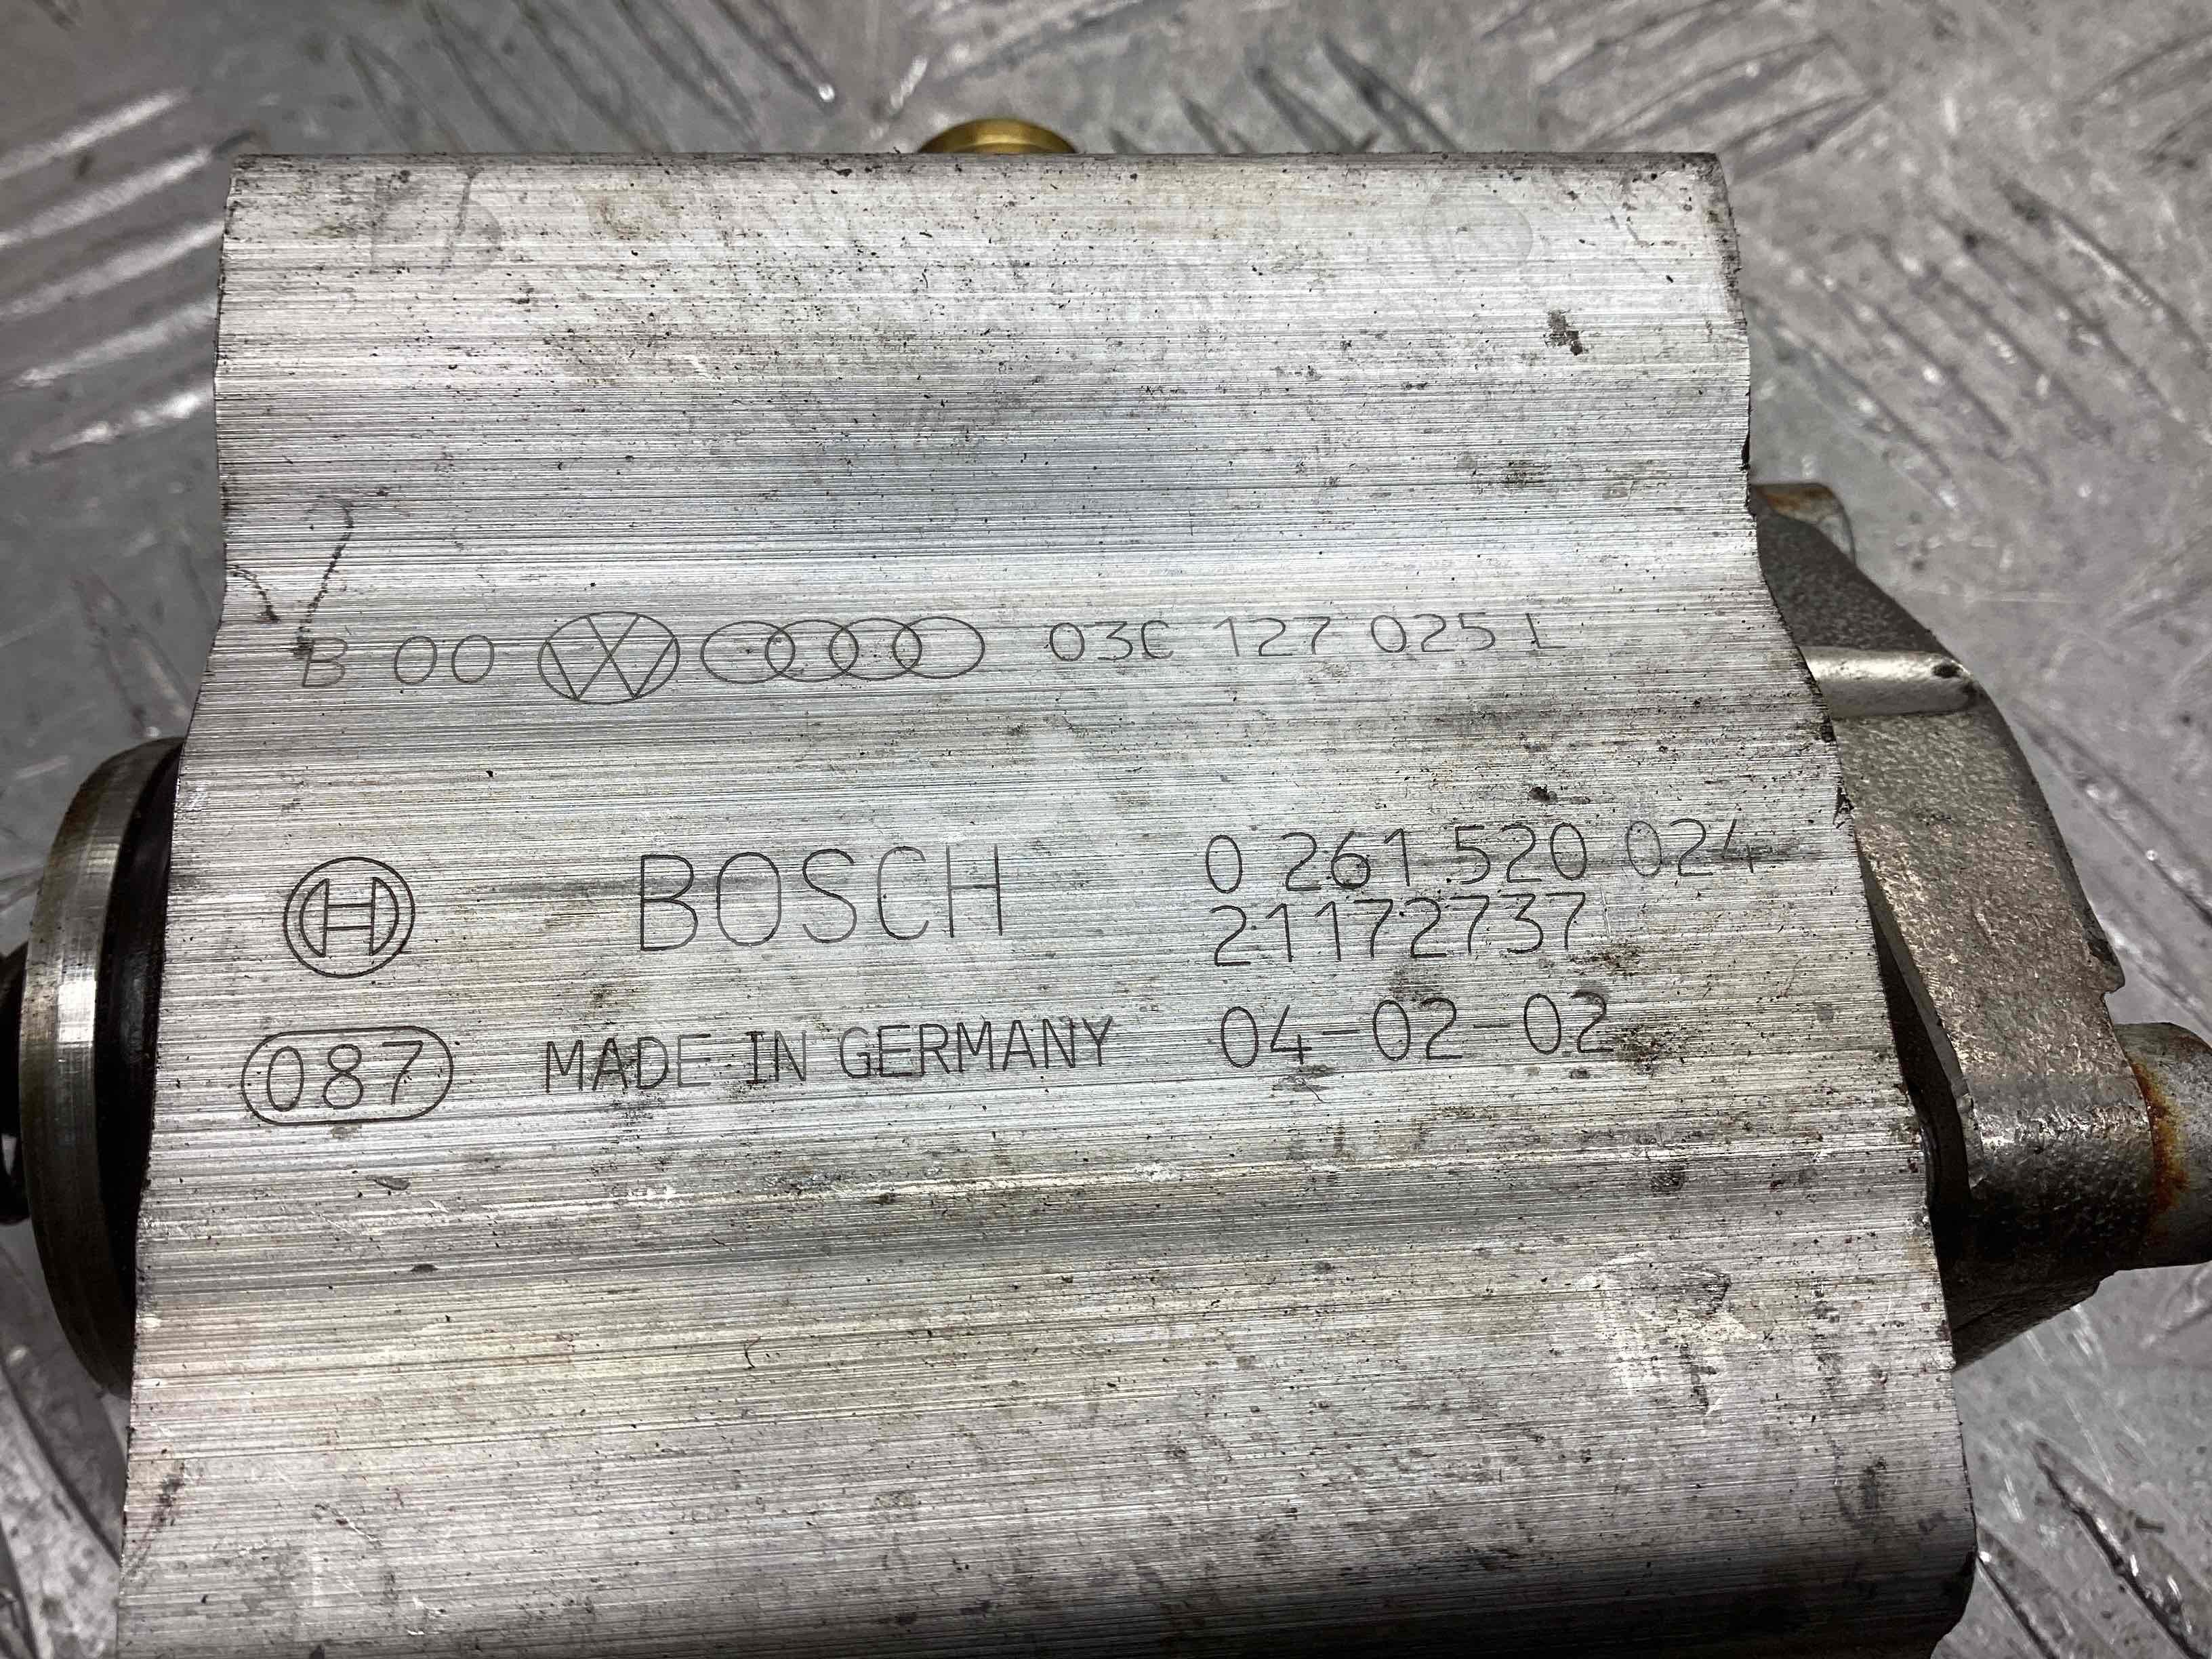 B 00 03C 127 025 L
BOSCH 0 261 520 024
21172737
087 MADE IN GERMANY 04-02-02